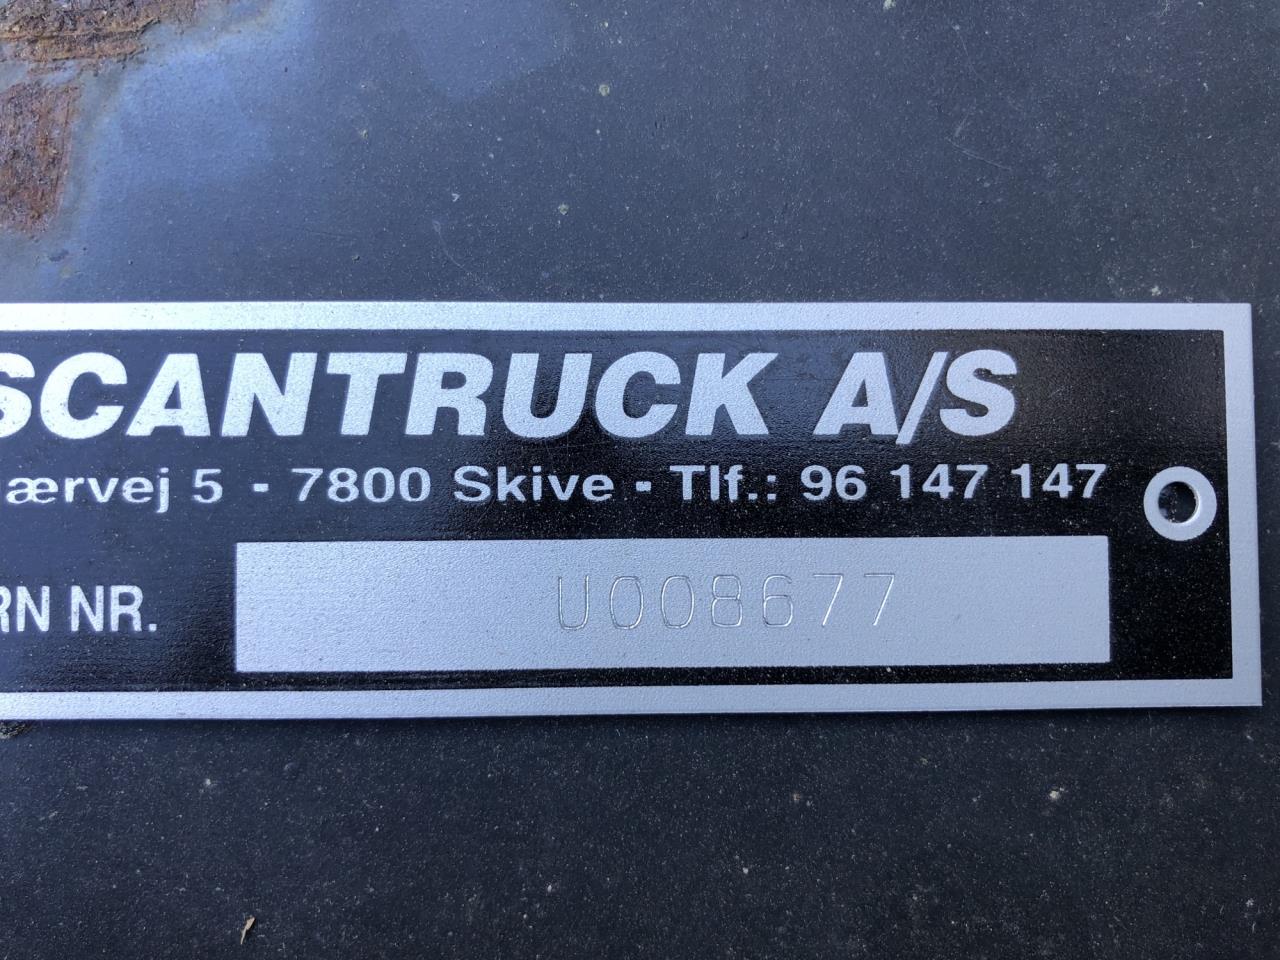 SCANTRUCK A/S
ærvej 5 - 7800 Skive - Tlf.: 96 147 147
RN NR. U008677